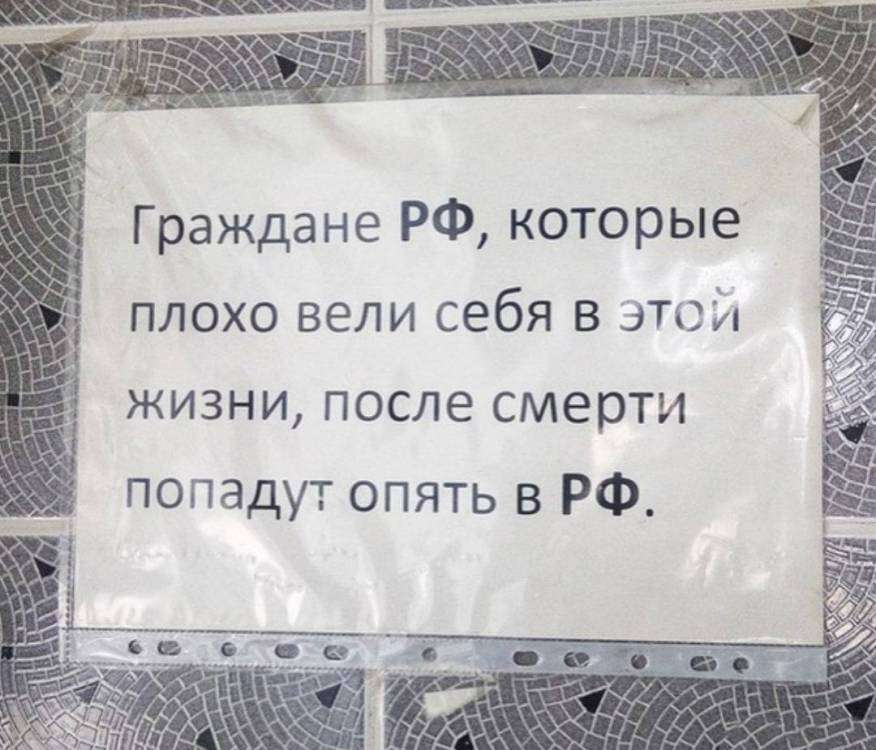 Граждане РФ, которые
плохо вели себя в этой
жизни, после смерти
попадут опять в РФ.